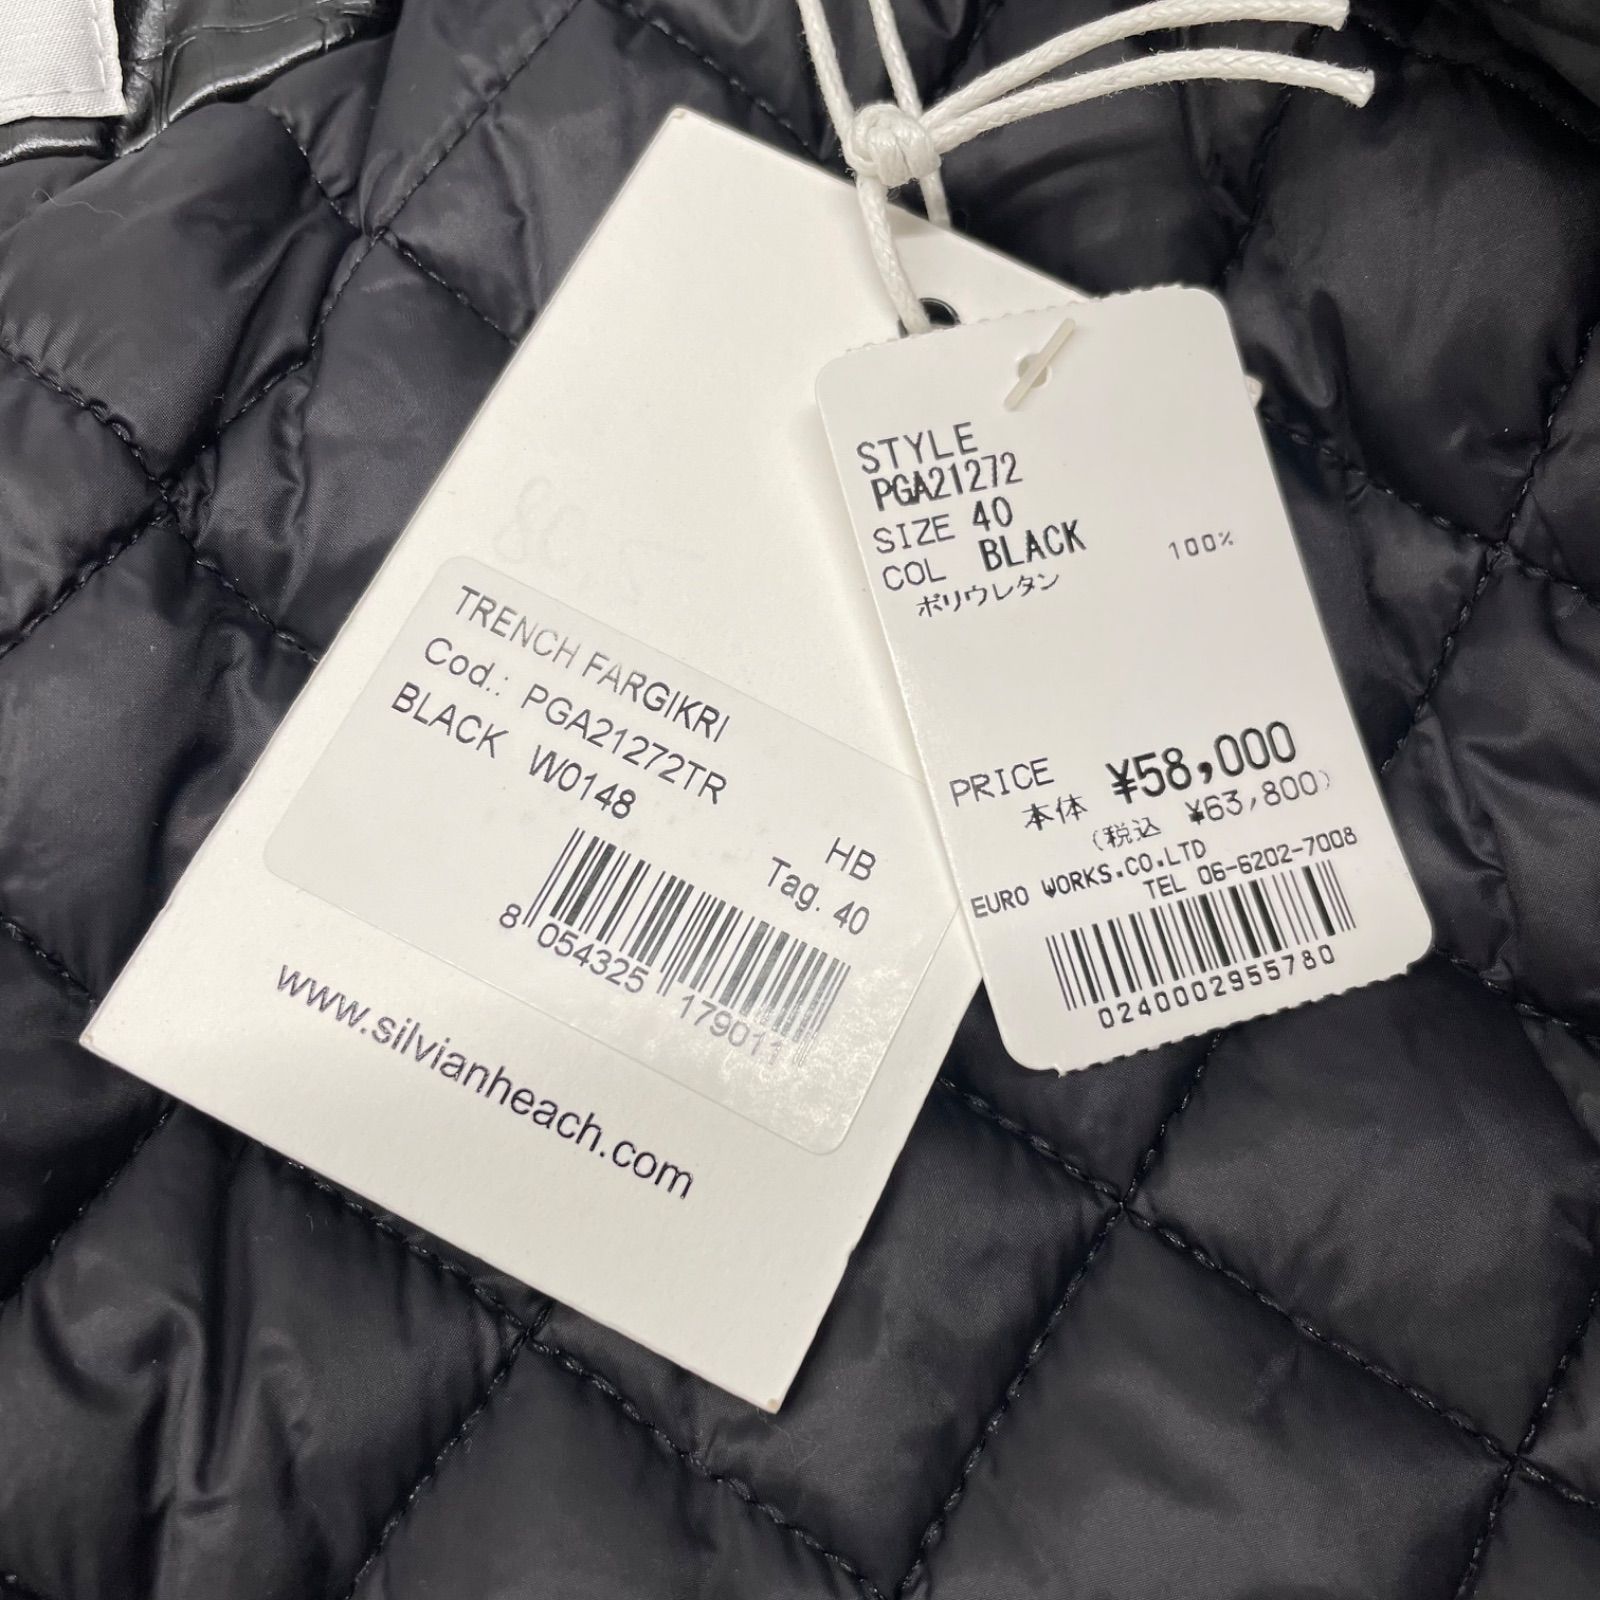 TRENCH FARGIKRI
Cod.: PGA21272TR
BLACK W0148
HB
Tag. 40
8 054325 179011
www.silvianheach.com
STYLE
PGA21272
SIZE 40
COL BLACK
ポリウレタン 100%
PRICE
本体 ¥58,000
(税込 ¥63,800)
EURO WORKS.CO.LTD
TEL 06-6202-7008
0240002955780